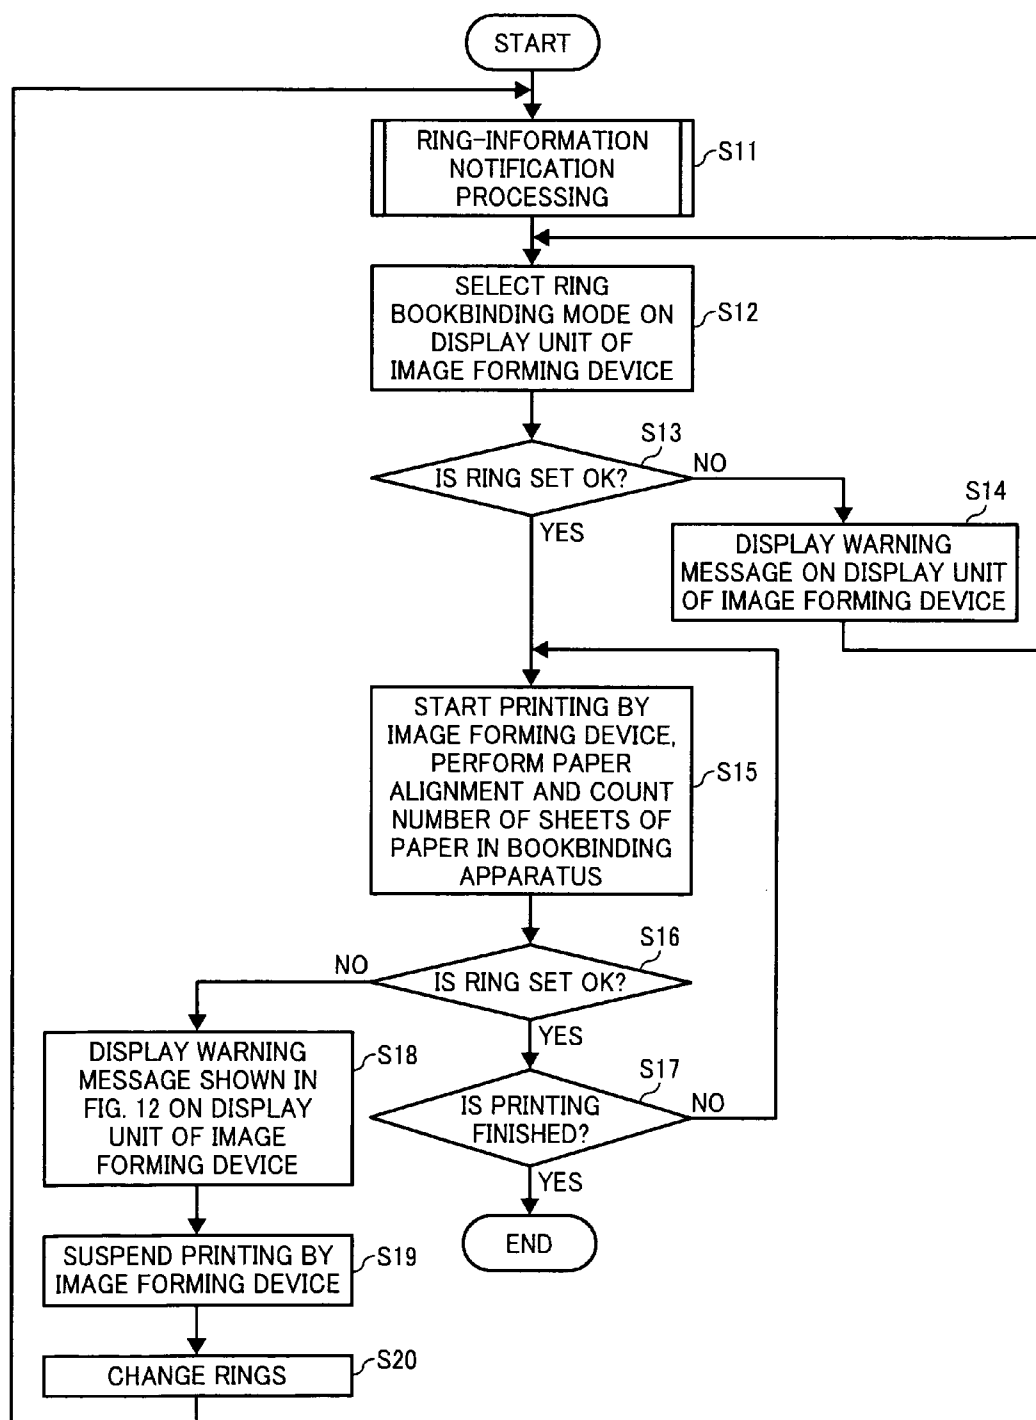 START
RING-INFORMATION
NOTIFICATION
PROCESSING
S11
SELECT RING
BOOKBINDING MODE ON
DISPLAY UNIT OF
IMAGE FORMING DEVICE
S12
S13
IS RING SET OK?
NO
YES
S14
DISPLAY WARNING
MESSAGE ON DISPLAY UNIT
OF IMAGE FORMING DEVICE
START PRINTING BY
IMAGE FORMING DEVICE,
PERFORM PAPER
ALIGNMENT AND COUNT
NUMBER OF SHEETS OF
PAPER IN BOOKBINDING
APPARATUS
S15
S16
IS RING SET OK?
NO
YES
S17
IS PRINTING
FINISHED?
NO
YES
END
DISPLAY WARNING
MESSAGE SHOWN IN
FIG. 12 ON DISPLAY
UNIT OF IMAGE
FORMING DEVICE
S18
SUSPEND PRINTING BY
IMAGE FORMING DEVICE
S19
CHANGE RINGS
S20